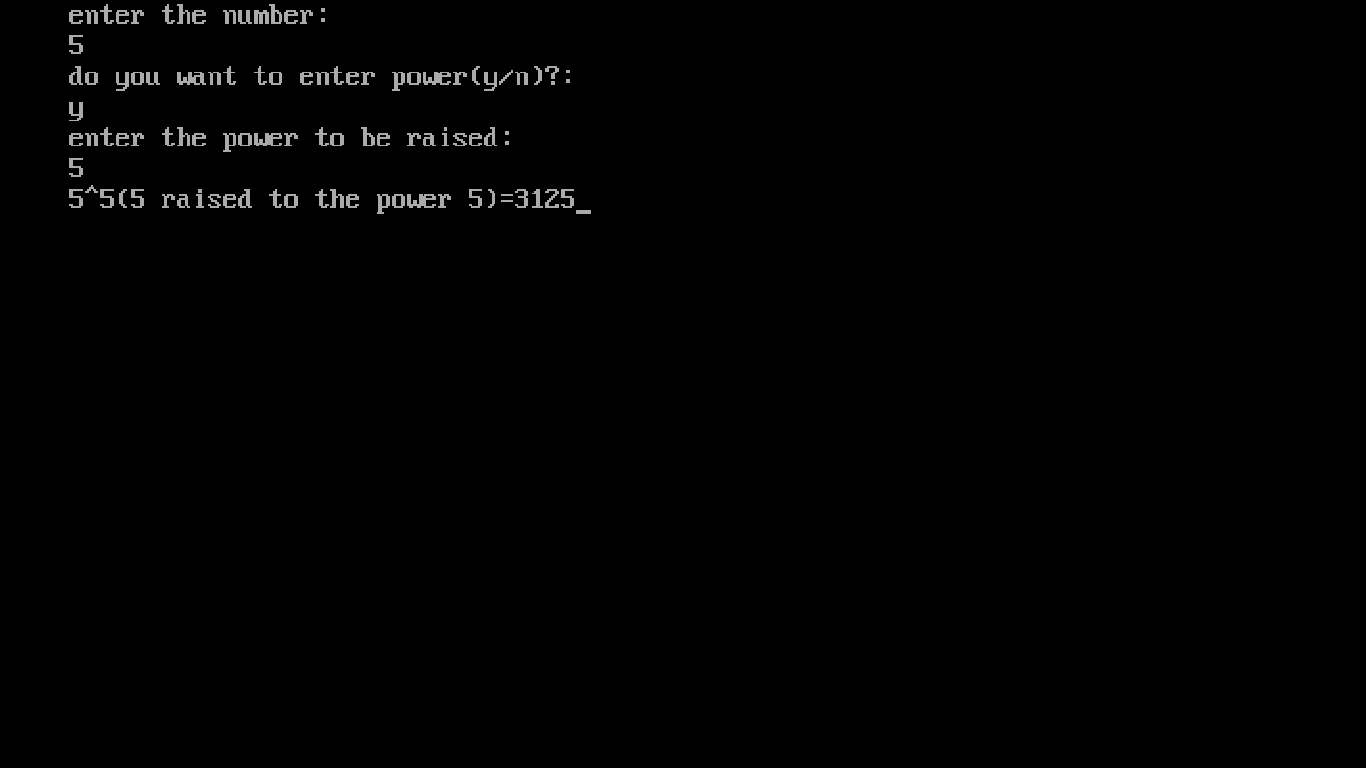 enter the number:
5
do you want to enter power(y/n)?:
y
enter the power to be raised:
5
5^5(5 raised to the power 5)=3125_